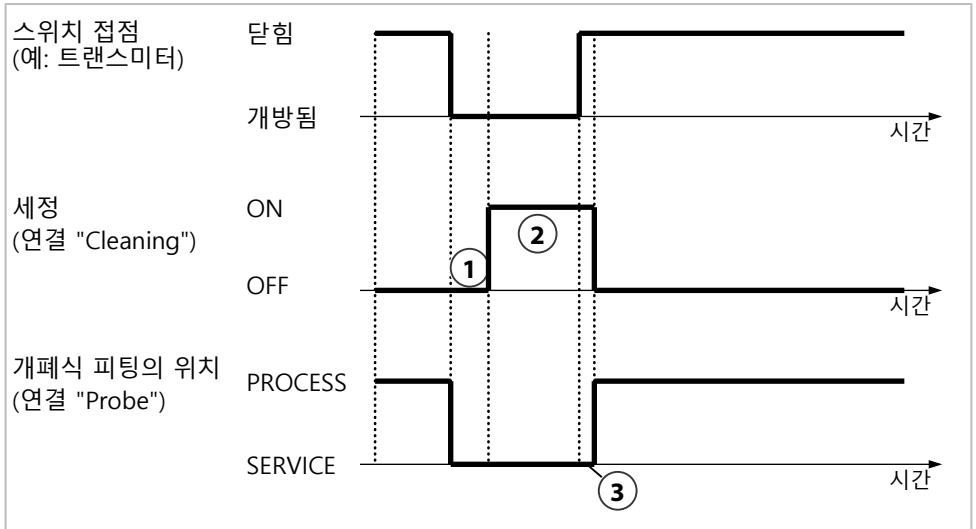 스위치 접점
(예: 트랜스미터)
닫힘
개방됨
시간
세정
(연결 "Cleaning")
ON
OFF
1
2
시간
개폐식 피팅의 위치
(연결 "Probe")
PROCESS
SERVICE
3
시간